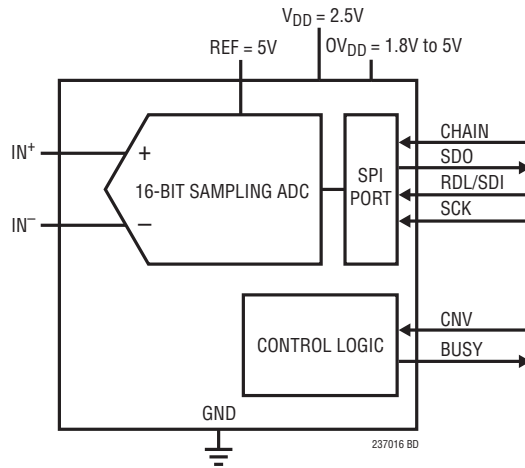 V_DD = 2.5V
REF = 5V
OV_DD = 1.8V to 5V
IN⁺
IN⁻
+
−
16-BIT SAMPLING ADC
SPI
PORT
CHAIN
SDO
RDL/SDI
SCK
CONTROL LOGIC
CNV
BUSY
GND
237016 BD